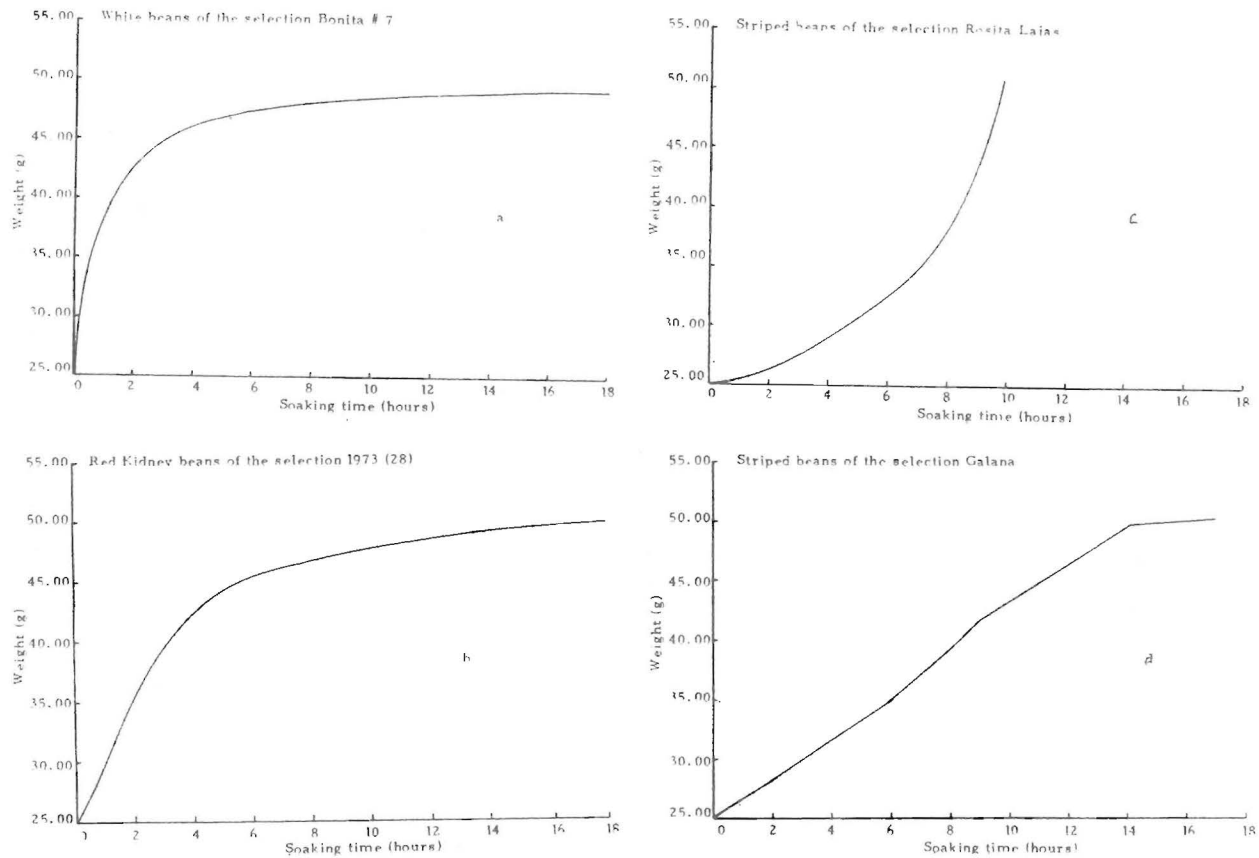 White beans of the selection Bonita # 7
55.00
50.00
45.00
40.00
35.00
30.00
25.00
Weight (g)
a
0 2 4 6 8 10 12 14 16 18
Soaking time (hours)
Striped beans of the selection Rosita Lajas
55.00
50.00
45.00
40.00
35.00
30.00
25.00
Weight (g)
c
0 2 4 6 8 10 12 14 16 18
Soaking time (hours)
Red Kidney beans of the selection 1973 (28)
55.00
50.00
45.00
40.00
35.00
30.00
25.00
Weight (g)
b
0 2 4 6 8 10 12 14 16 18
Soaking time (hours)
Striped beans of the selection Galana
55.00
50.00
45.00
40.00
35.00
30.00
25.00
Weight (g)
d
0 2 4 6 8 10 12 14 16 18
Soaking time (hours)